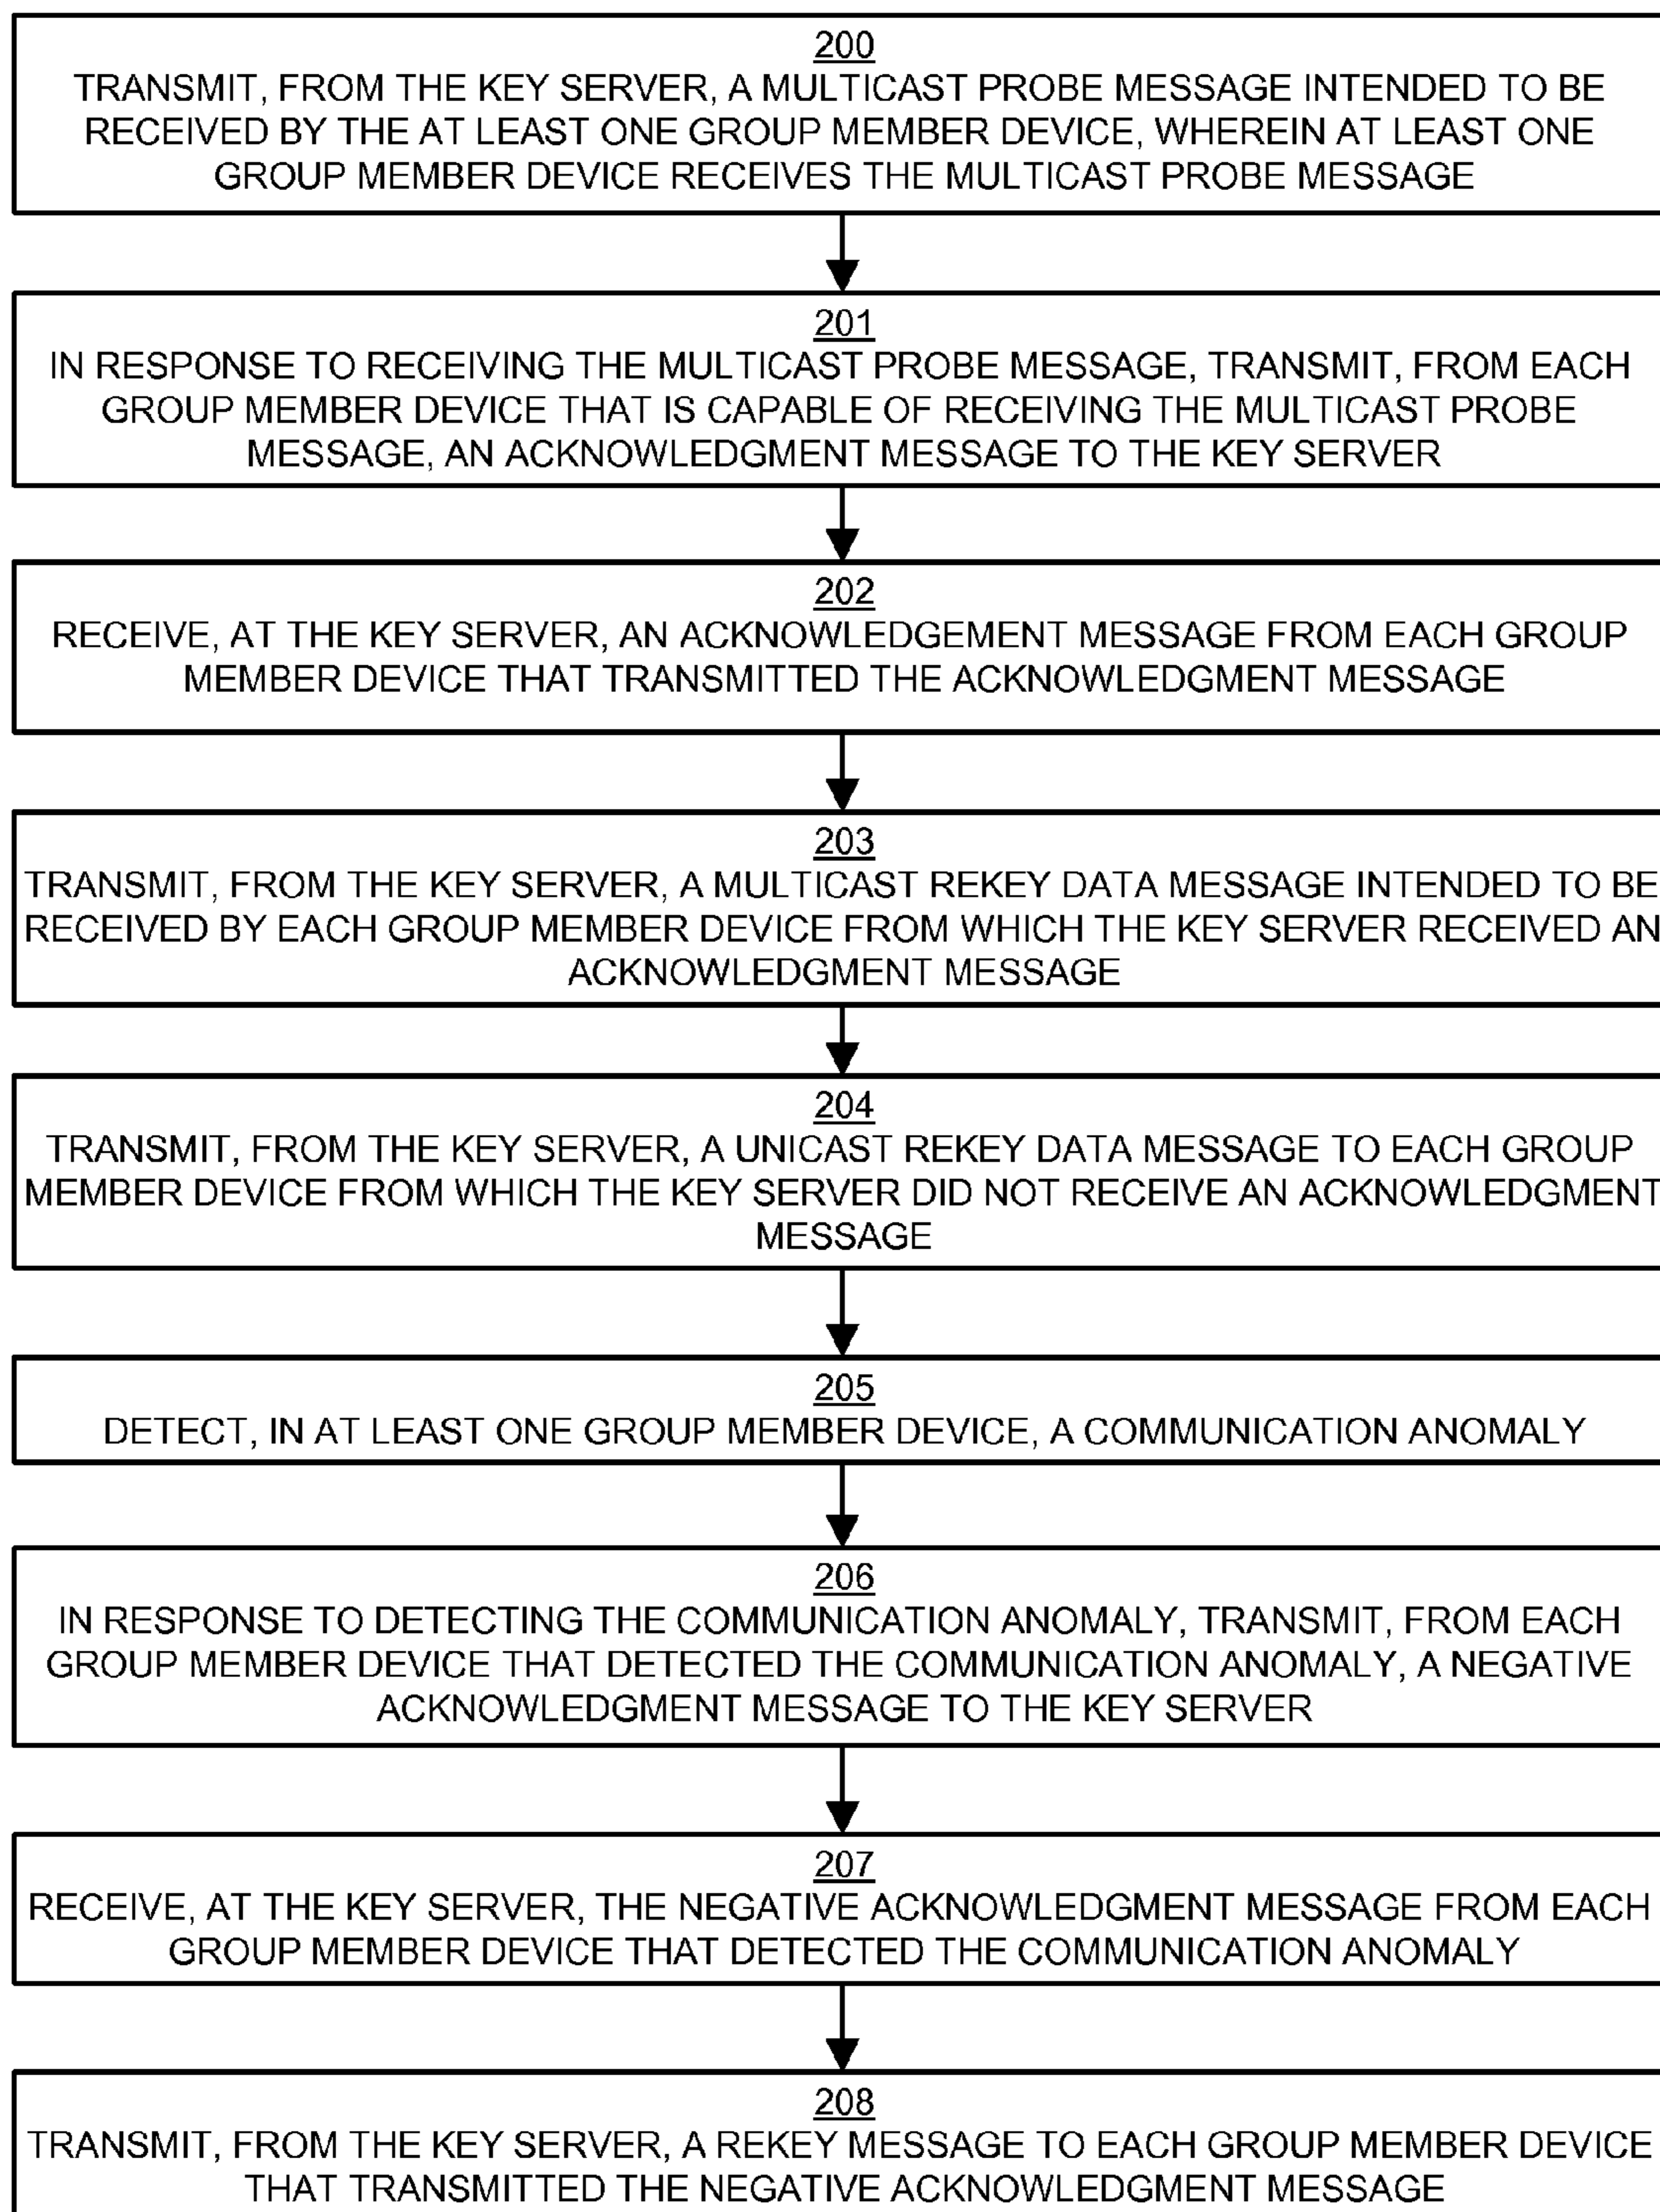 200
TRANSMIT, FROM THE KEY SERVER, A MULTICAST PROBE MESSAGE INTENDED TO BE
RECEIVED BY THE AT LEAST ONE GROUP MEMBER DEVICE, WHEREIN AT LEAST ONE
GROUP MEMBER DEVICE RECEIVES THE MULTICAST PROBE MESSAGE
201
IN RESPONSE TO RECEIVING THE MULTICAST PROBE MESSAGE, TRANSMIT, FROM EACH
GROUP MEMBER DEVICE THAT IS CAPABLE OF RECEIVING THE MULTICAST PROBE
MESSAGE, AN ACKNOWLEDGMENT MESSAGE TO THE KEY SERVER
202
RECEIVE, AT THE KEY SERVER, AN ACKNOWLEDGEMENT MESSAGE FROM EACH GROUP
MEMBER DEVICE THAT TRANSMITTED THE ACKNOWLEDGMENT MESSAGE
203
TRANSMIT, FROM THE KEY SERVER, A MULTICAST REKEY DATA MESSAGE INTENDED TO BE
RECEIVED BY EACH GROUP MEMBER DEVICE FROM WHICH THE KEY SERVER RECEIVED AN
ACKNOWLEDGMENT MESSAGE
204
TRANSMIT, FROM THE KEY SERVER, A UNICAST REKEY DATA MESSAGE TO EACH GROUP
MEMBER DEVICE FROM WHICH THE KEY SERVER DID NOT RECEIVE AN ACKNOWLEDGMENT
MESSAGE
205
DETECT, IN AT LEAST ONE GROUP MEMBER DEVICE, A COMMUNICATION ANOMALY
206
IN RESPONSE TO DETECTING THE COMMUNICATION ANOMALY, TRANSMIT, FROM EACH
GROUP MEMBER DEVICE THAT DETECTED THE COMMUNICATION ANOMALY, A NEGATIVE
ACKNOWLEDGMENT MESSAGE TO THE KEY SERVER
207
RECEIVE, AT THE KEY SERVER, THE NEGATIVE ACKNOWLEDGMENT MESSAGE FROM EACH
GROUP MEMBER DEVICE THAT DETECTED THE COMMUNICATION ANOMALY
208
TRANSMIT, FROM THE KEY SERVER, A REKEY MESSAGE TO EACH GROUP MEMBER DEVICE
THAT TRANSMITTED THE NEGATIVE ACKNOWLEDGMENT MESSAGE